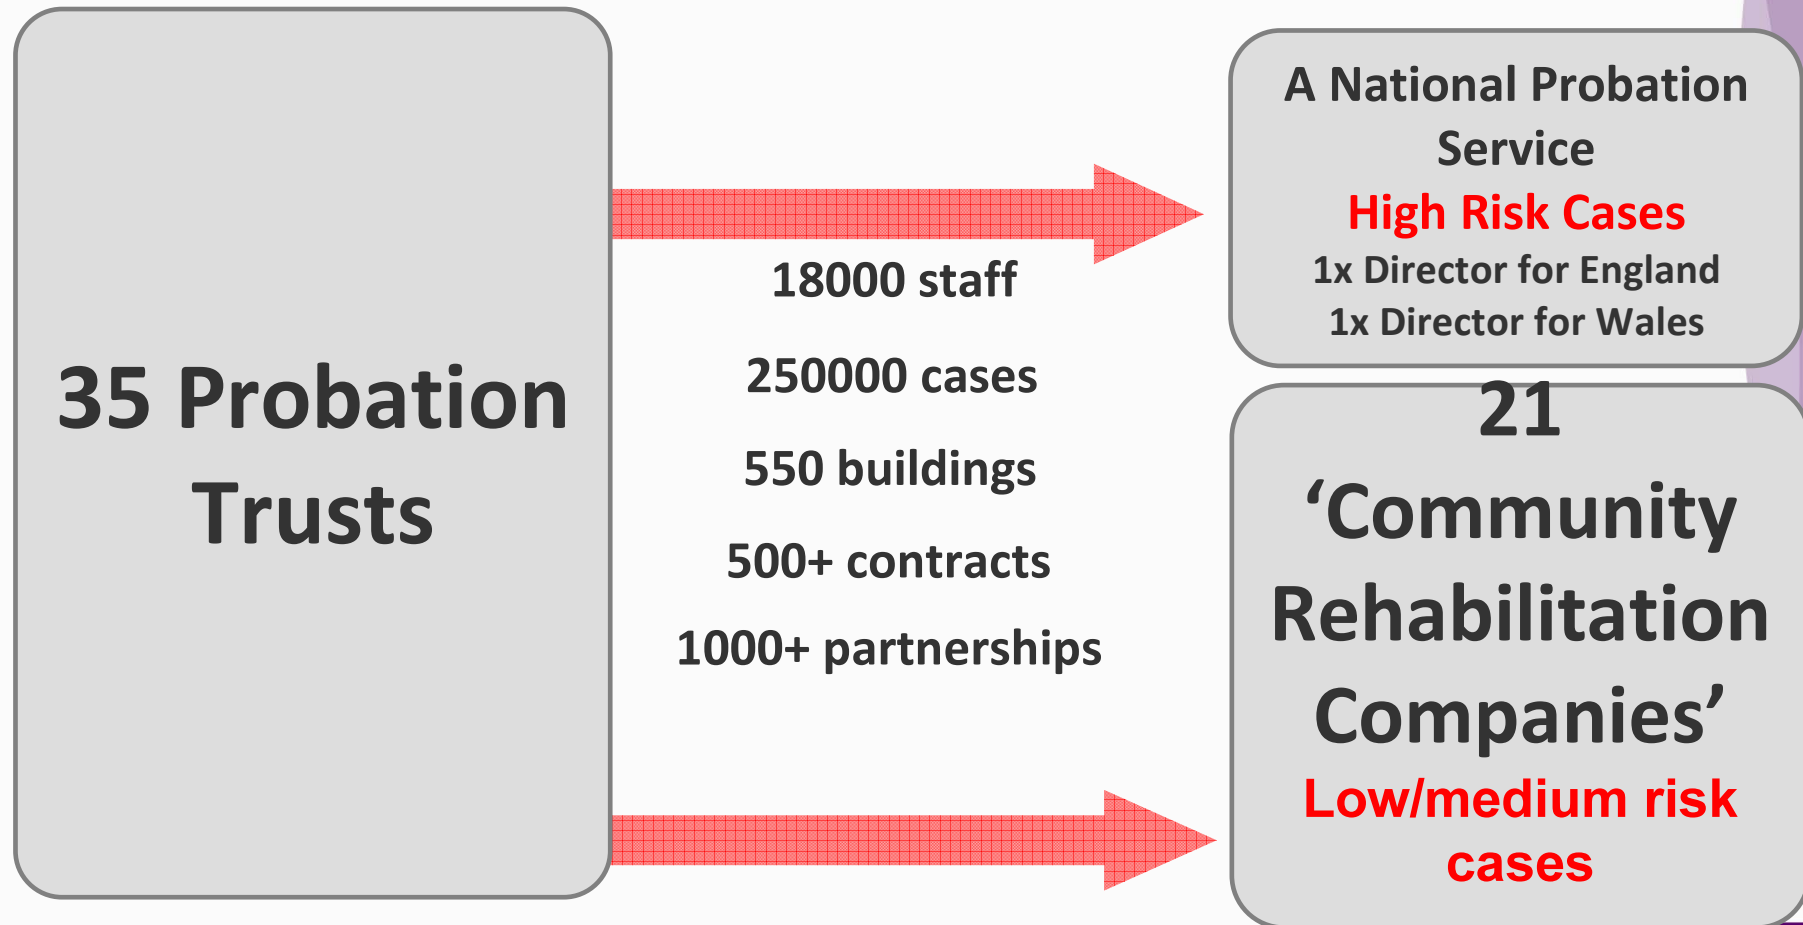 35 Probation
Trusts
18000 staff
250000 cases
550 buildings
500+ contracts
1000+ partnerships
A National Probation
Service
High Risk Cases
1x Director for England
1x Director for Wales
21
‘Community
Rehabilitation
Companies’
Low/medium risk
cases